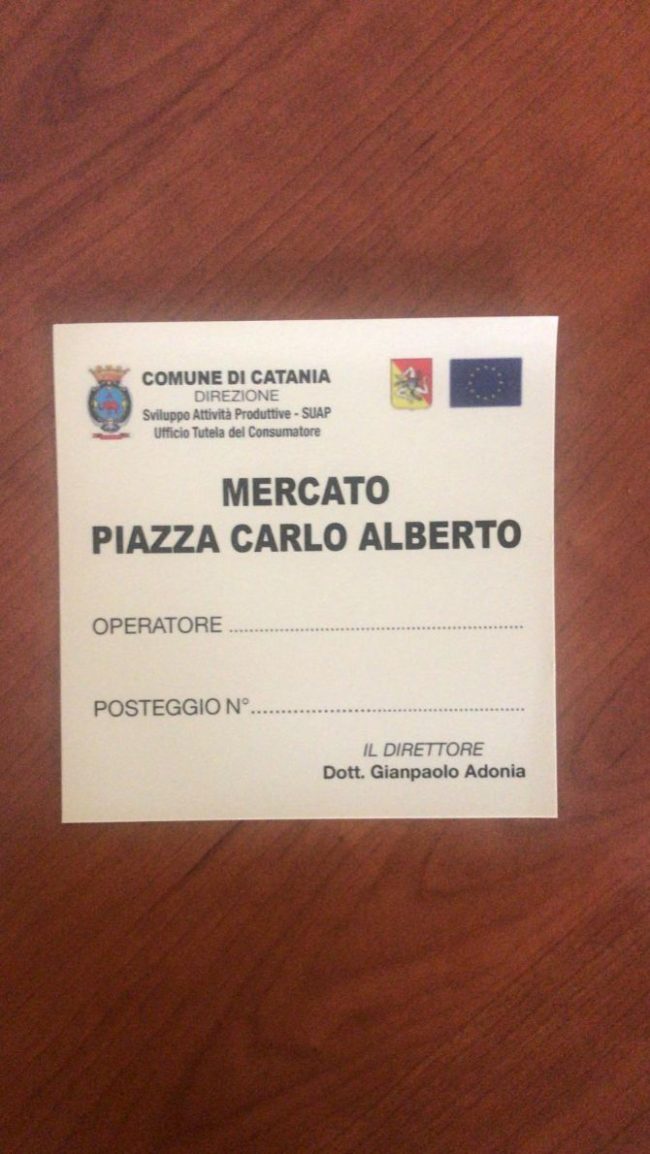 COMUNE DI CATANIA
DIREZIONE
Sviluppo Attività Produttive - SUAP
Ufficio Tutela del Consumatore
MERCATO
PIAZZA CARLO ALBERTO
OPERATORE ........................................................
POSTEGGIO N°....................................................
IL DIRETTORE
Dott. Gianpaolo Adonia